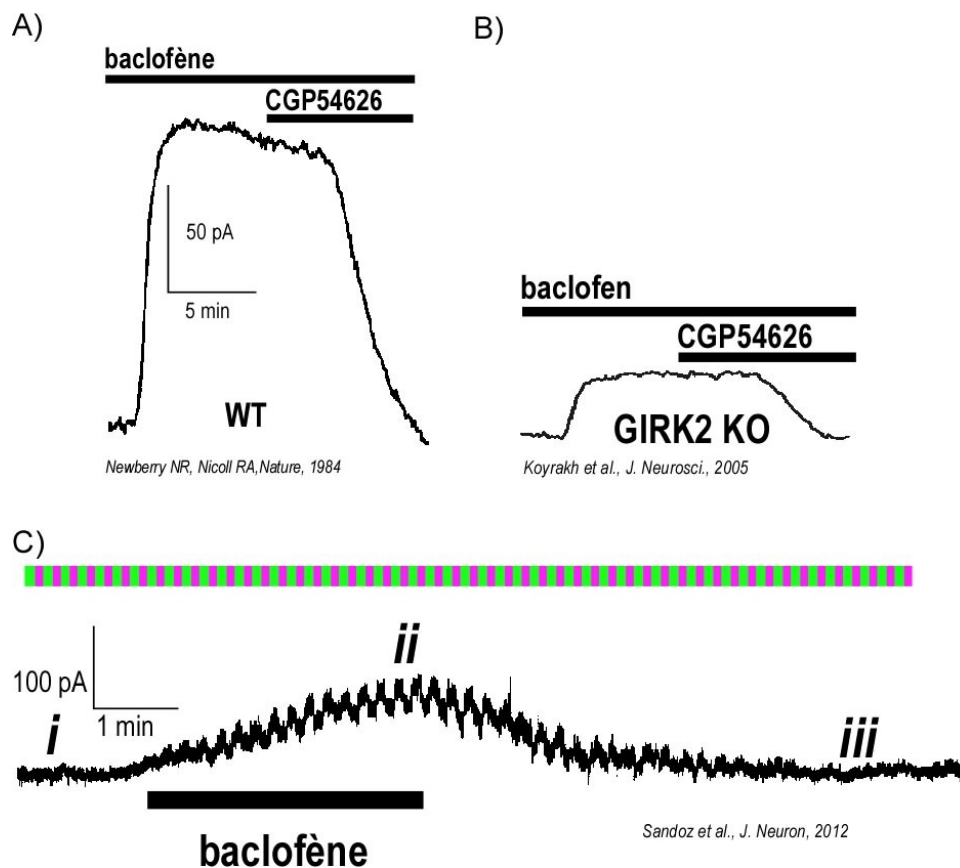 A)
baclofène
CGP54626
50 pA
5 min
WT
Newberry NR, Nicoll RA,Nature, 1984
B)
baclofen
CGP54626
GIRK2 KO
Koyrakh et al., J. Neurosci., 2005
C)
ii
100 pA
1 min
i
iii
baclofène
Sandoz et al., J. Neuron, 2012